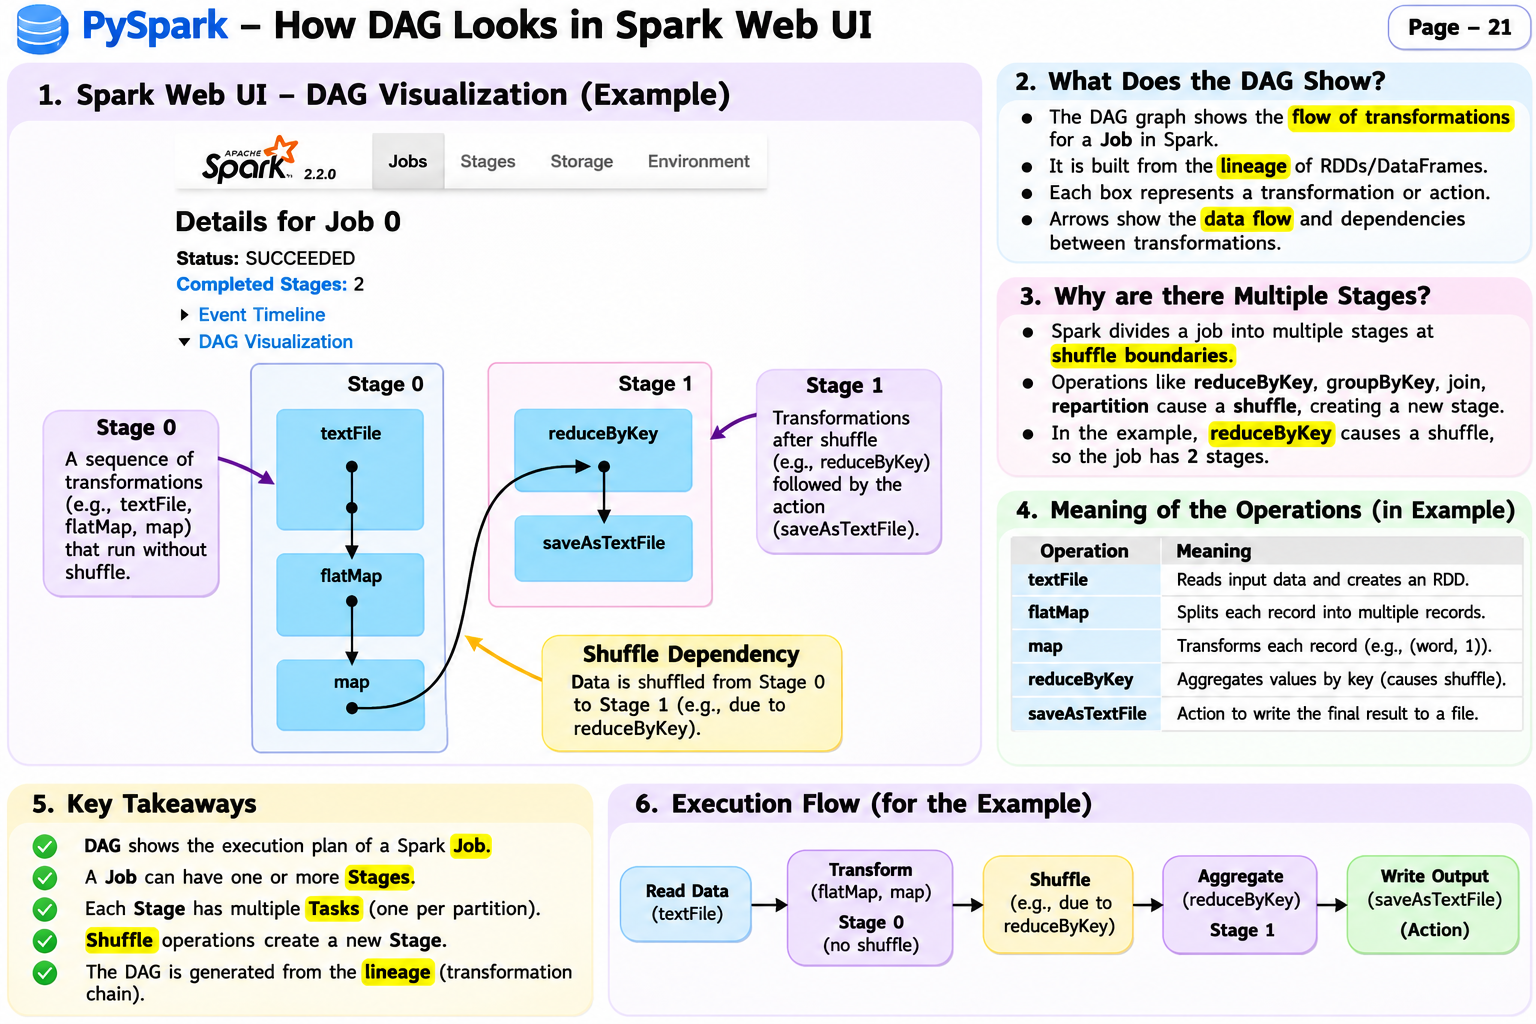 PySpark – How DAG Looks in Spark Web UI
Page – 21
1. Spark Web UI – DAG Visualization (Example)
APACHE
Spark 2.2.0
Jobs
Stages
Storage
Environment
Details for Job 0
Status: SUCCEEDED
Completed Stages: 2
Event Timeline
DAG Visualization
Stage 0
A sequence of
transformations
(e.g., textFile,
flatMap, map)
that run without
shuffle.
Stage 0
textFile
flatMap
map
Stage 1
reduceByKey
saveAsTextFile
Stage 1
Transformations
after shuffle
(e.g., reduceByKey)
followed by the
action
(saveAsTextFile).
Shuffle Dependency
Data is shuffled from Stage 0
to Stage 1 (e.g., due to
reduceByKey).
2. What Does the DAG Show?
● The DAG graph shows the flow of transformations
for a Job in Spark.
● It is built from the lineage of RDDs/DataFrames.
● Each box represents a transformation or action.
● Arrows show the data flow and dependencies
between transformations.
3. Why are there Multiple Stages?
● Spark divides a job into multiple stages at
shuffle boundaries.
● Operations like reduceByKey, groupByKey, join,
repartition cause a shuffle, creating a new stage.
● In the example, reduceByKey causes a shuffle,
so the job has 2 stages.
4. Meaning of the Operations (in Example)
Operation Meaning
textFile Reads input data and creates an RDD.
flatMap Splits each record into multiple records.
map Transforms each record (e.g., (word, 1)).
reduceByKey Aggregates values by key (causes shuffle).
saveAsTextFile Action to write the final result to a file.
5. Key Takeaways
DAG shows the execution plan of a Spark Job.
A Job can have one or more Stages.
Each Stage has multiple Tasks (one per partition).
Shuffle operations create a new Stage.
The DAG is generated from the lineage (transformation
chain).
6. Execution Flow (for the Example)
Read Data
(textFile)
Transform
(flatMap, map)
Stage 0
(no shuffle)
Shuffle
(e.g., due to
reduceByKey)
Aggregate
(reduceByKey)
Stage 1
Write Output
(saveAsTextFile)
(Action)